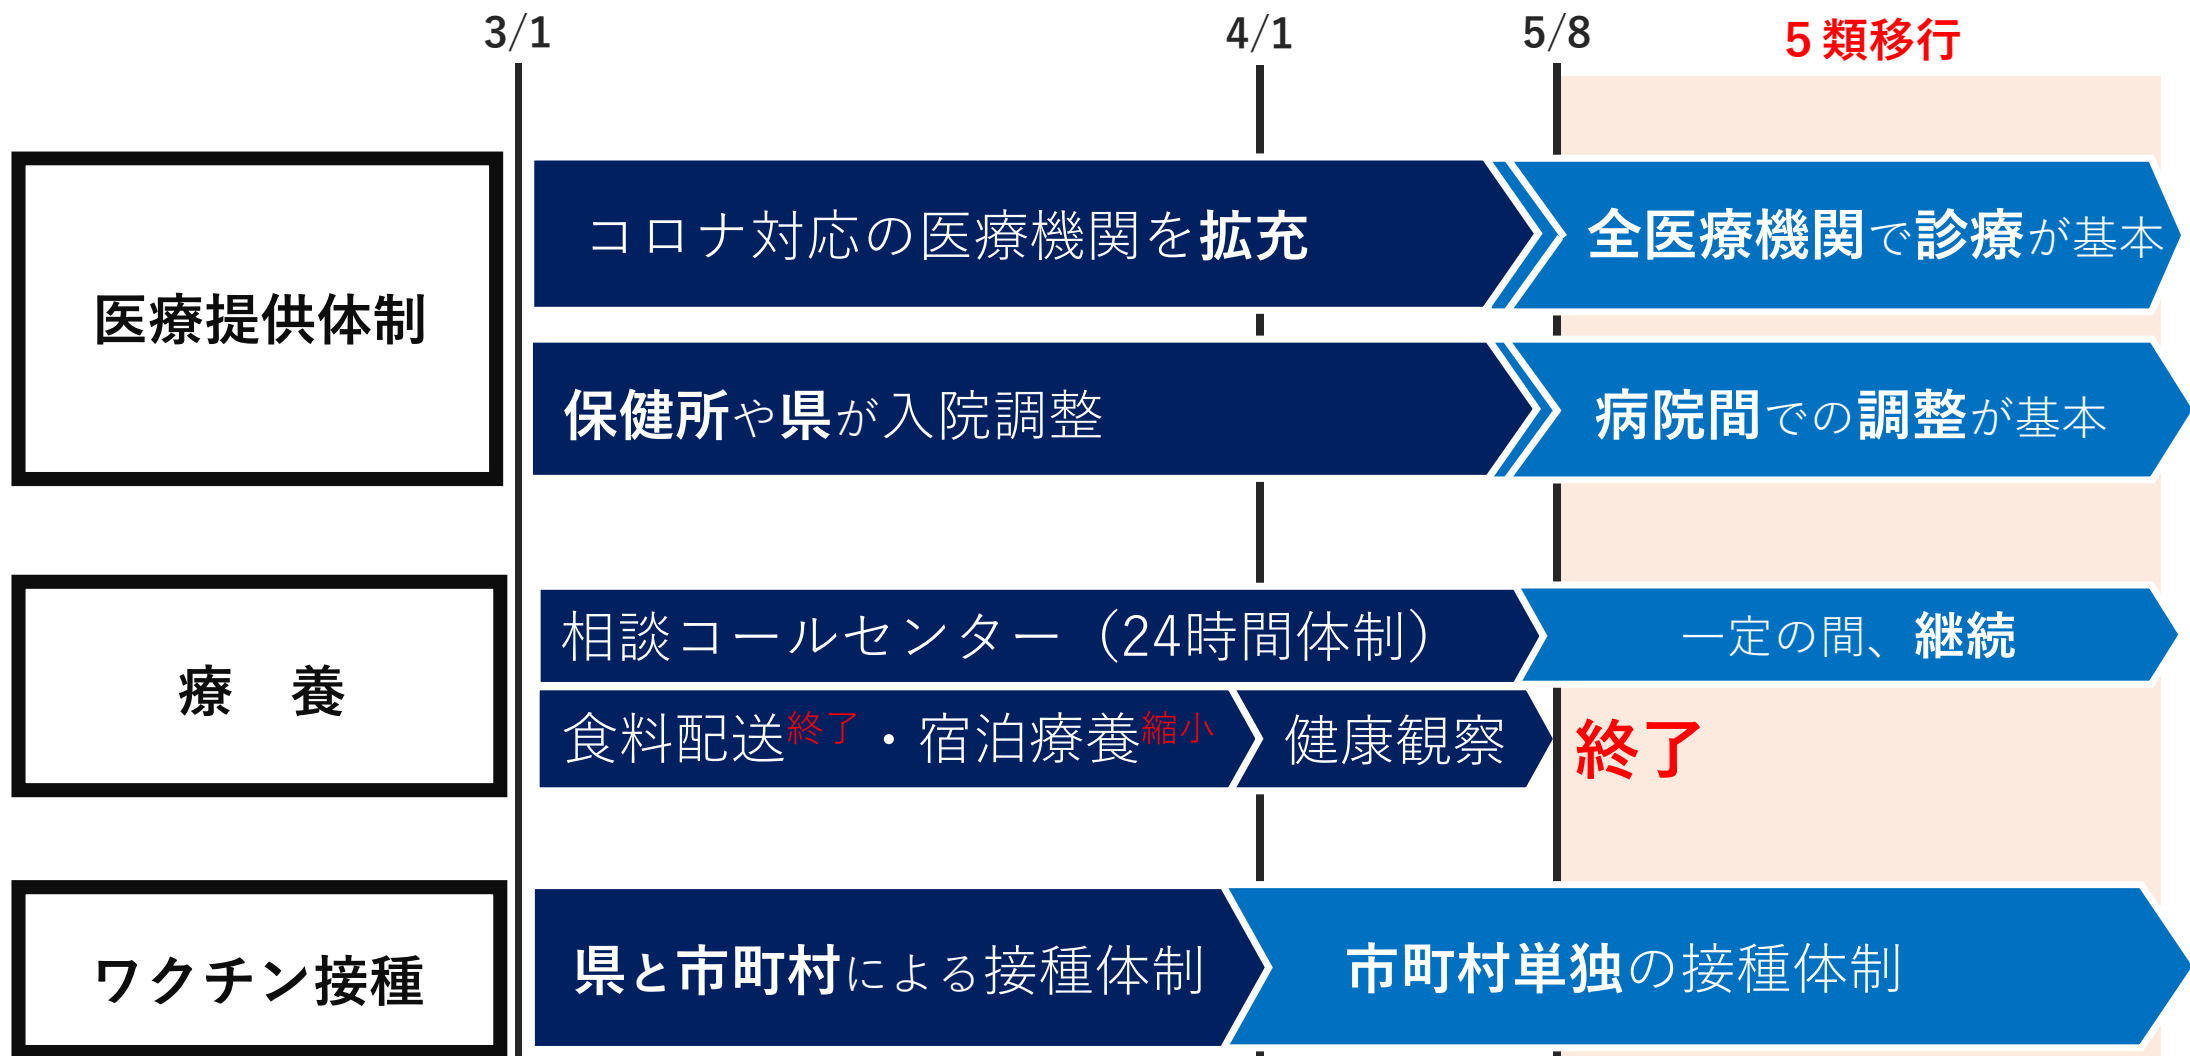 3/1
4/1
5/8
５類移行
医療提供体制
コロナ対応の医療機関を拡充
全医療機関で診療が基本
保健所や県が入院調整
病院間での調整が基本
療　養
相談コールセンター（24時間体制）
一定の間、継続
食料配送終了・宿泊療養縮小
健康観察
終了
ワクチン接種
県と市町村による接種体制
市町村単独の接種体制